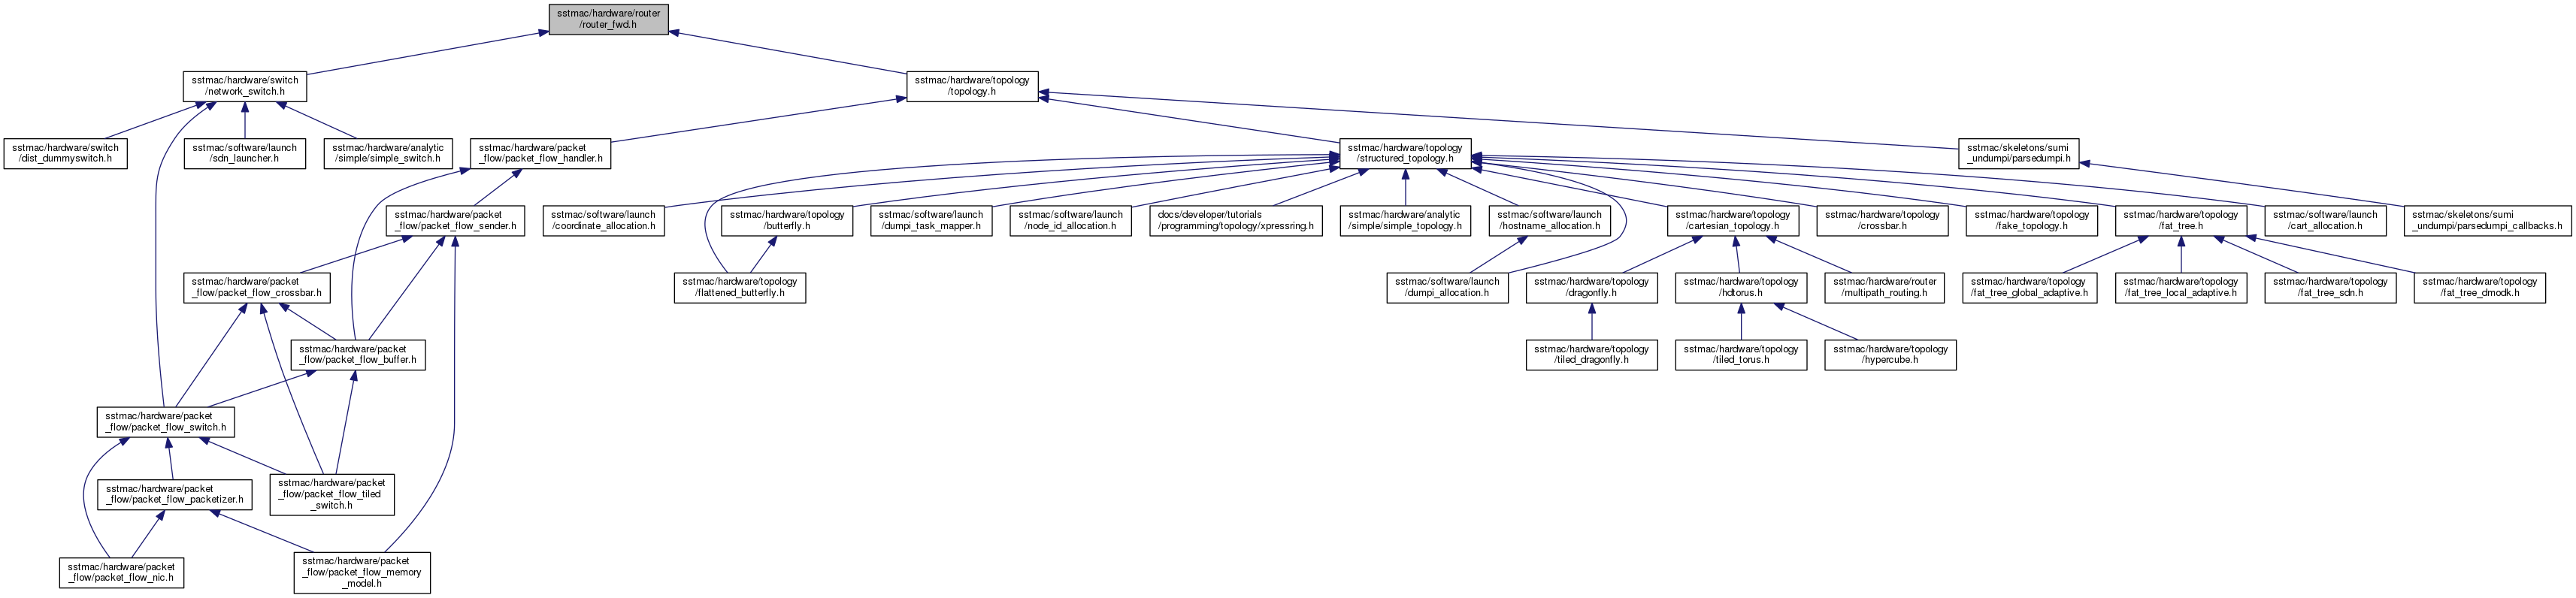 sstmac/hardware/router
/router_fwd.h
sstmac/hardware/switch
/network_switch.h
sstmac/hardware/topology
/topology.h
sstmac/hardware/switch
/dist_dummyswitch.h
sstmac/software/launch
/sdn_launcher.h
sstmac/hardware/analytic
/simple/simple_switch.h
sstmac/hardware/packet
_flow/packet_flow_handler.h
sstmac/hardware/topology
/structured_topology.h
sstmac/skeletons/sumi
_undumpi/parsedumpi.h
sstmac/hardware/packet
_flow/packet_flow_sender.h
sstmac/software/launch
/coordinate_allocation.h
sstmac/hardware/topology
/butterfly.h
sstmac/software/launch
/dumpi_task_mapper.h
sstmac/software/launch
/node_id_allocation.h
docs/developer/tutorials
/programming/topology/xpressring.h
sstmac/hardware/analytic
/simple/simple_topology.h
sstmac/software/launch
/hostname_allocation.h
sstmac/hardware/topology
/cartesian_topology.h
sstmac/hardware/topology
/crossbar.h
sstmac/hardware/topology
/fake_topology.h
sstmac/hardware/topology
/fat_tree.h
sstmac/software/launch
/cart_allocation.h
sstmac/skeletons/sumi
_undumpi/parsedumpi_callbacks.h
sstmac/hardware/packet
_flow/packet_flow_crossbar.h
sstmac/hardware/topology
/flattened_butterfly.h
sstmac/software/launch
/dumpi_allocation.h
sstmac/hardware/topology
/dragonfly.h
sstmac/hardware/topology
/hdtorus.h
sstmac/hardware/router
/multipath_routing.h
sstmac/hardware/topology
/fat_tree_global_adaptive.h
sstmac/hardware/topology
/fat_tree_local_adaptive.h
sstmac/hardware/topology
/fat_tree_sdn.h
sstmac/hardware/topology
/fat_tree_dmodk.h
sstmac/hardware/packet
_flow/packet_flow_buffer.h
sstmac/hardware/topology
/tiled_dragonfly.h
sstmac/hardware/topology
/tiled_torus.h
sstmac/hardware/topology
/hypercube.h
sstmac/hardware/packet
_flow/packet_flow_switch.h
sstmac/hardware/packet
_flow/packet_flow_packetizer.h
sstmac/hardware/packet
_flow/packet_flow_tiled
_switch.h
sstmac/hardware/packet
_flow/packet_flow_nic.h
sstmac/hardware/packet
_flow/packet_flow_memory
_model.h